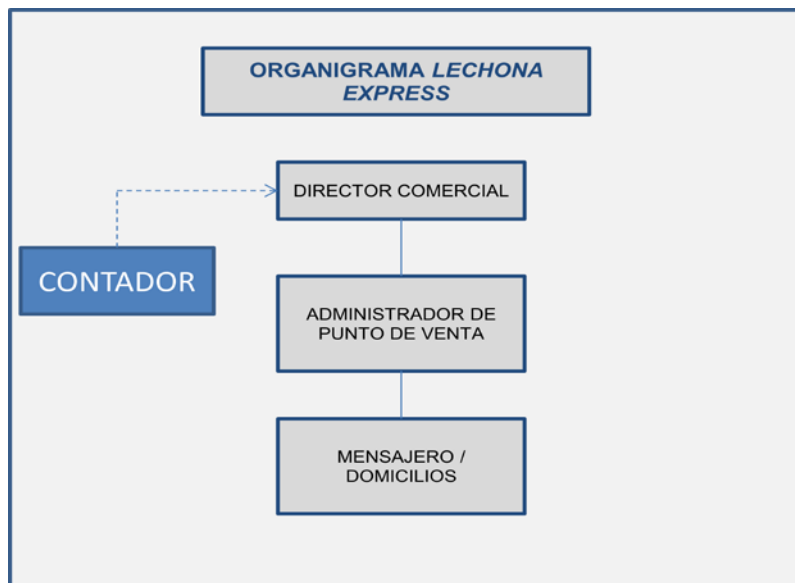 ORGANIGRAMA LECHONA
EXPRESS
DIRECTOR COMERCIAL
CONTADOR
ADMINISTRADOR DE
PUNTO DE VENTA
MENSAJERO /
DOMICILIOS